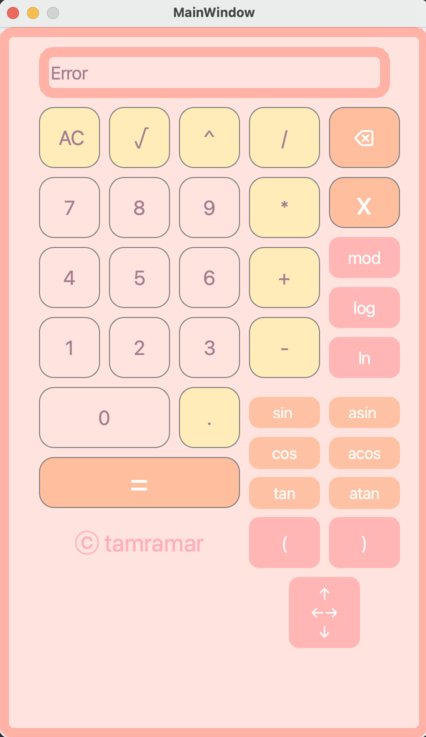 MainWindow
Error
AC √ ^ / ⌫
7 8 9 * X
mod
4 5 6 +
log
1 2 3 - ln
0 . sin asin
cos acos
= tan atan
© tamramar ( )
↑
←→
↓